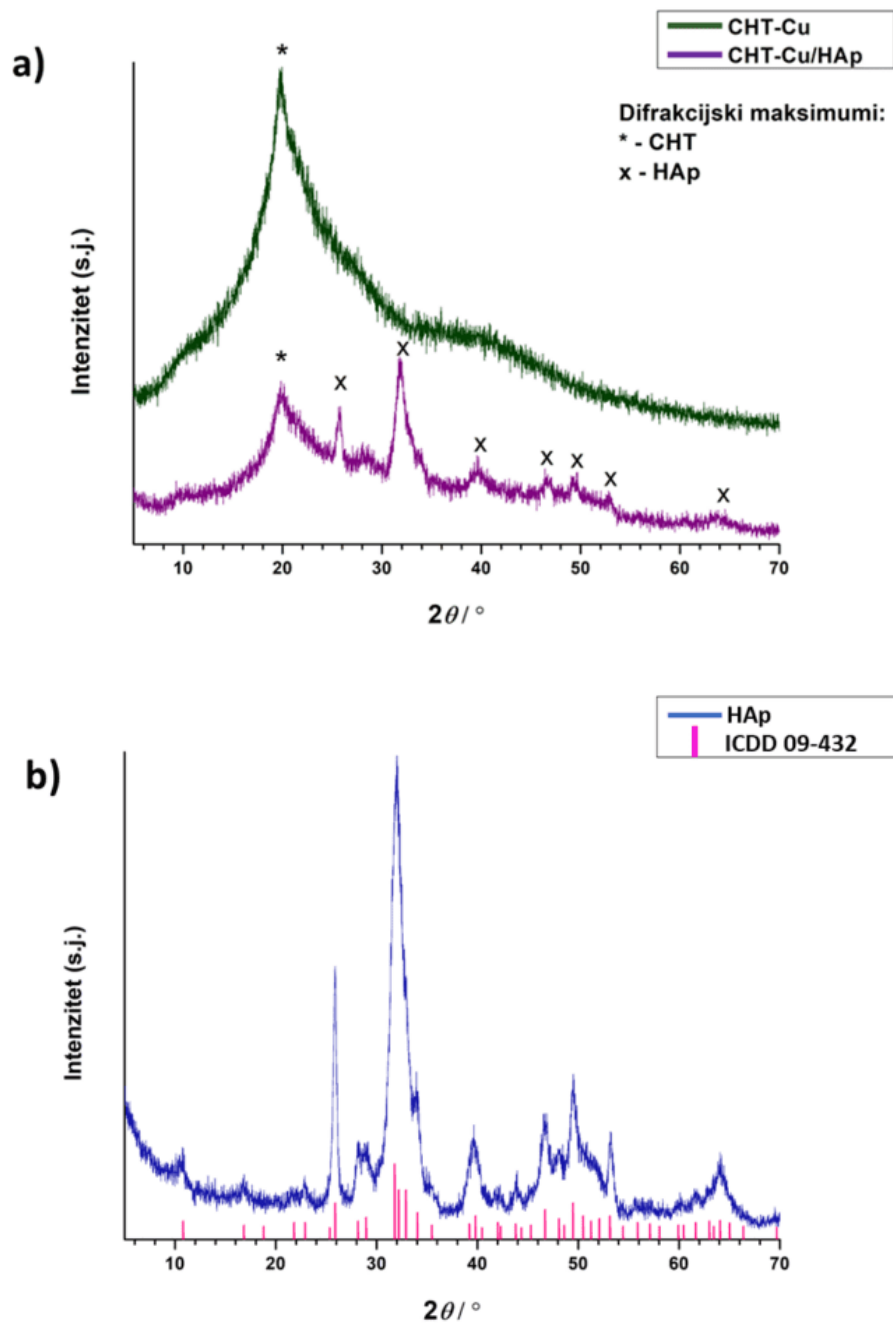 a)
CHT-Cu
CHT-Cu/HAp
Difrakcijski maksimumi:
* - CHT
x - HAp
Intenzitet (s.j.)
*
*
x
x
x
x
x
x
x
10 20 30 40 50 60 70
2θ / °
b)
HAp
ICDD 09-432
Intenzitet (s.j.)
10 20 30 40 50 60 70
2θ / °